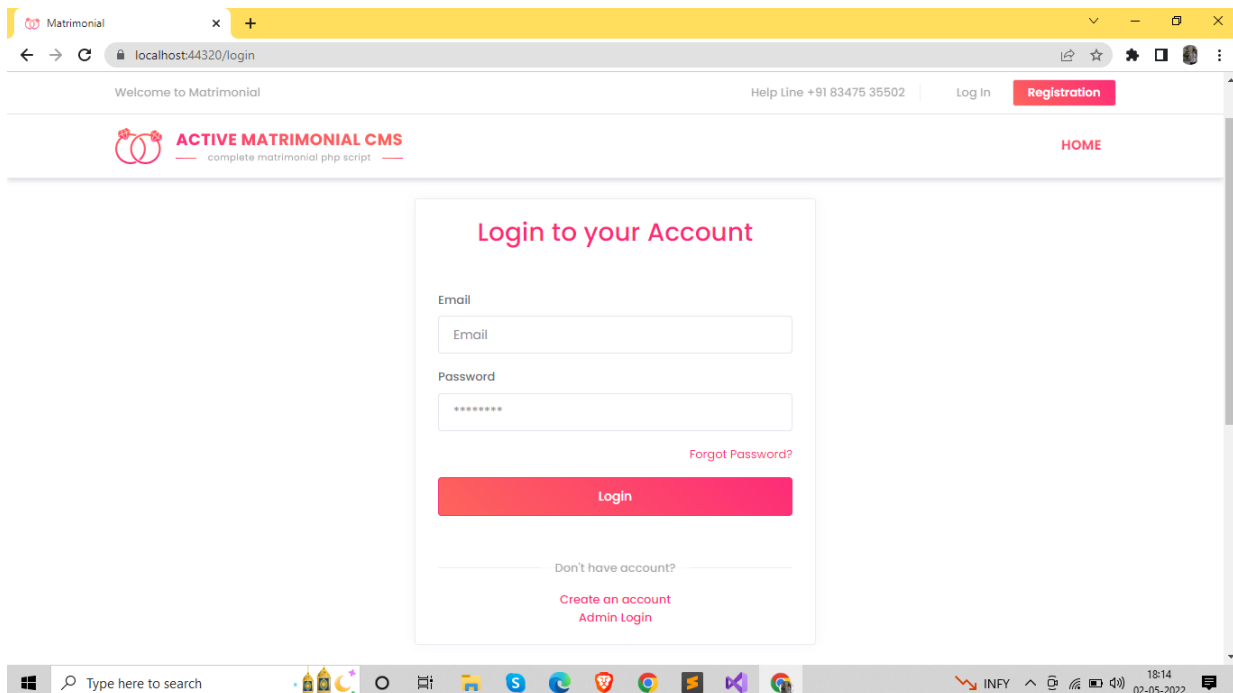 Matrimonial
localhost:44320/login
Welcome to Matrimonial
Help Line +91 83475 35502
Log In
Registration
ACTIVE MATRIMONIAL CMS
complete matrimonial php script
HOME
Login to your Account
Email
Email
Password
********
Forgot Password?
Login
Don't have account?
Create an account
Admin Login
Type here to search
INFY
18:14
02-05-2022